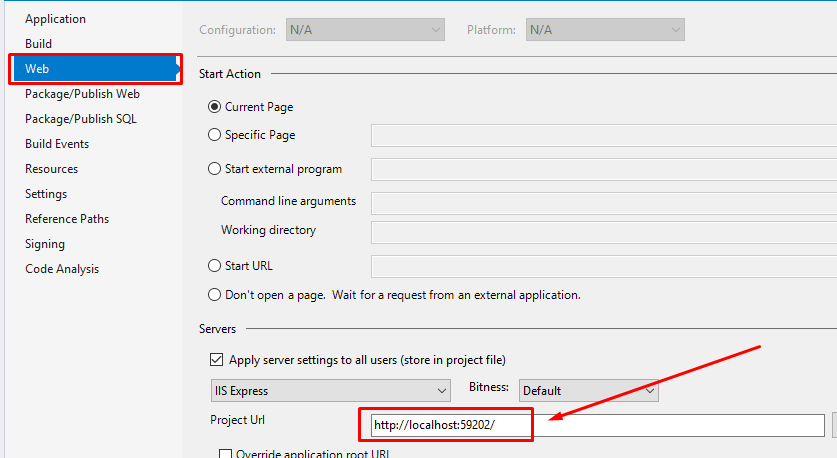 Application
Build
Web
Package/Publish Web
Package/Publish SQL
Build Events
Resources
Settings
Reference Paths
Signing
Code Analysis
Configuration: N/A Platform: N/A
Start Action
Current Page
Specific Page
Start external program
Command line arguments
Working directory
Start URL
Don't open a page. Wait for a request from an external application.
Servers
Apply server settings to all users (store in project file)
IIS Express Bitness: Default
Project Url http://localhost:59202/
Override application root URL